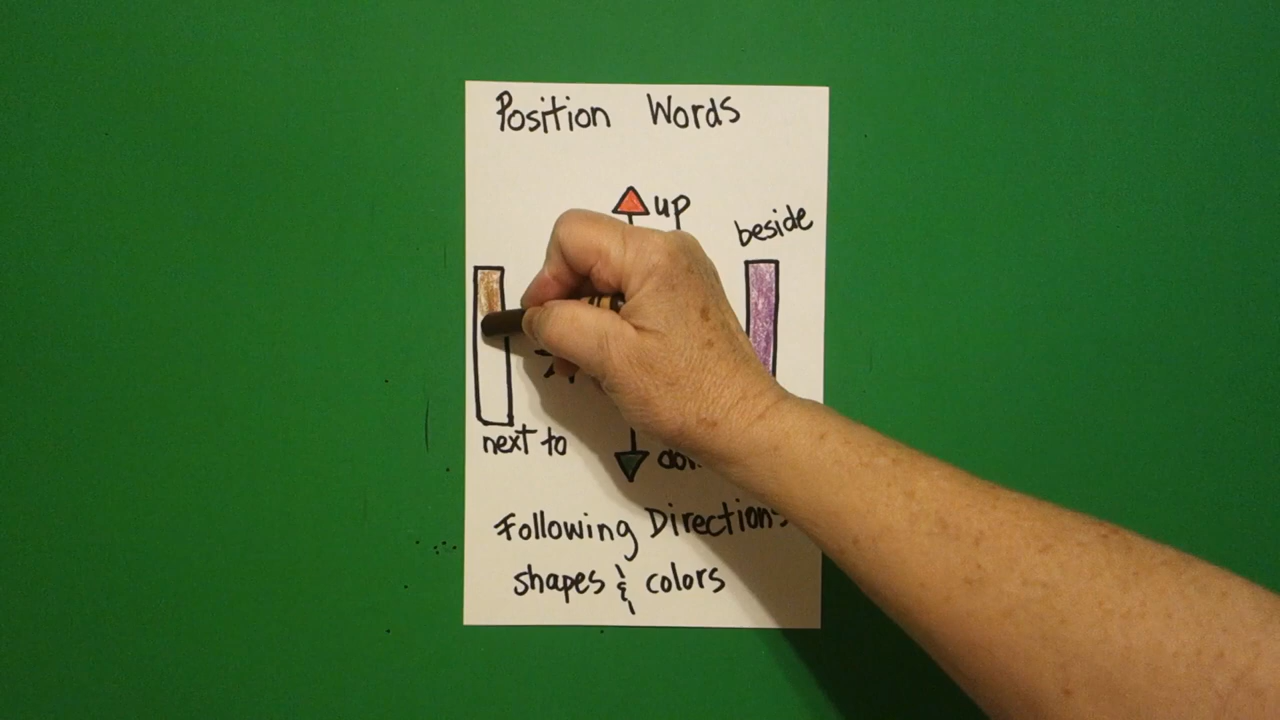 Position Words
up
beside
next to
Following Directions
shapes & colors